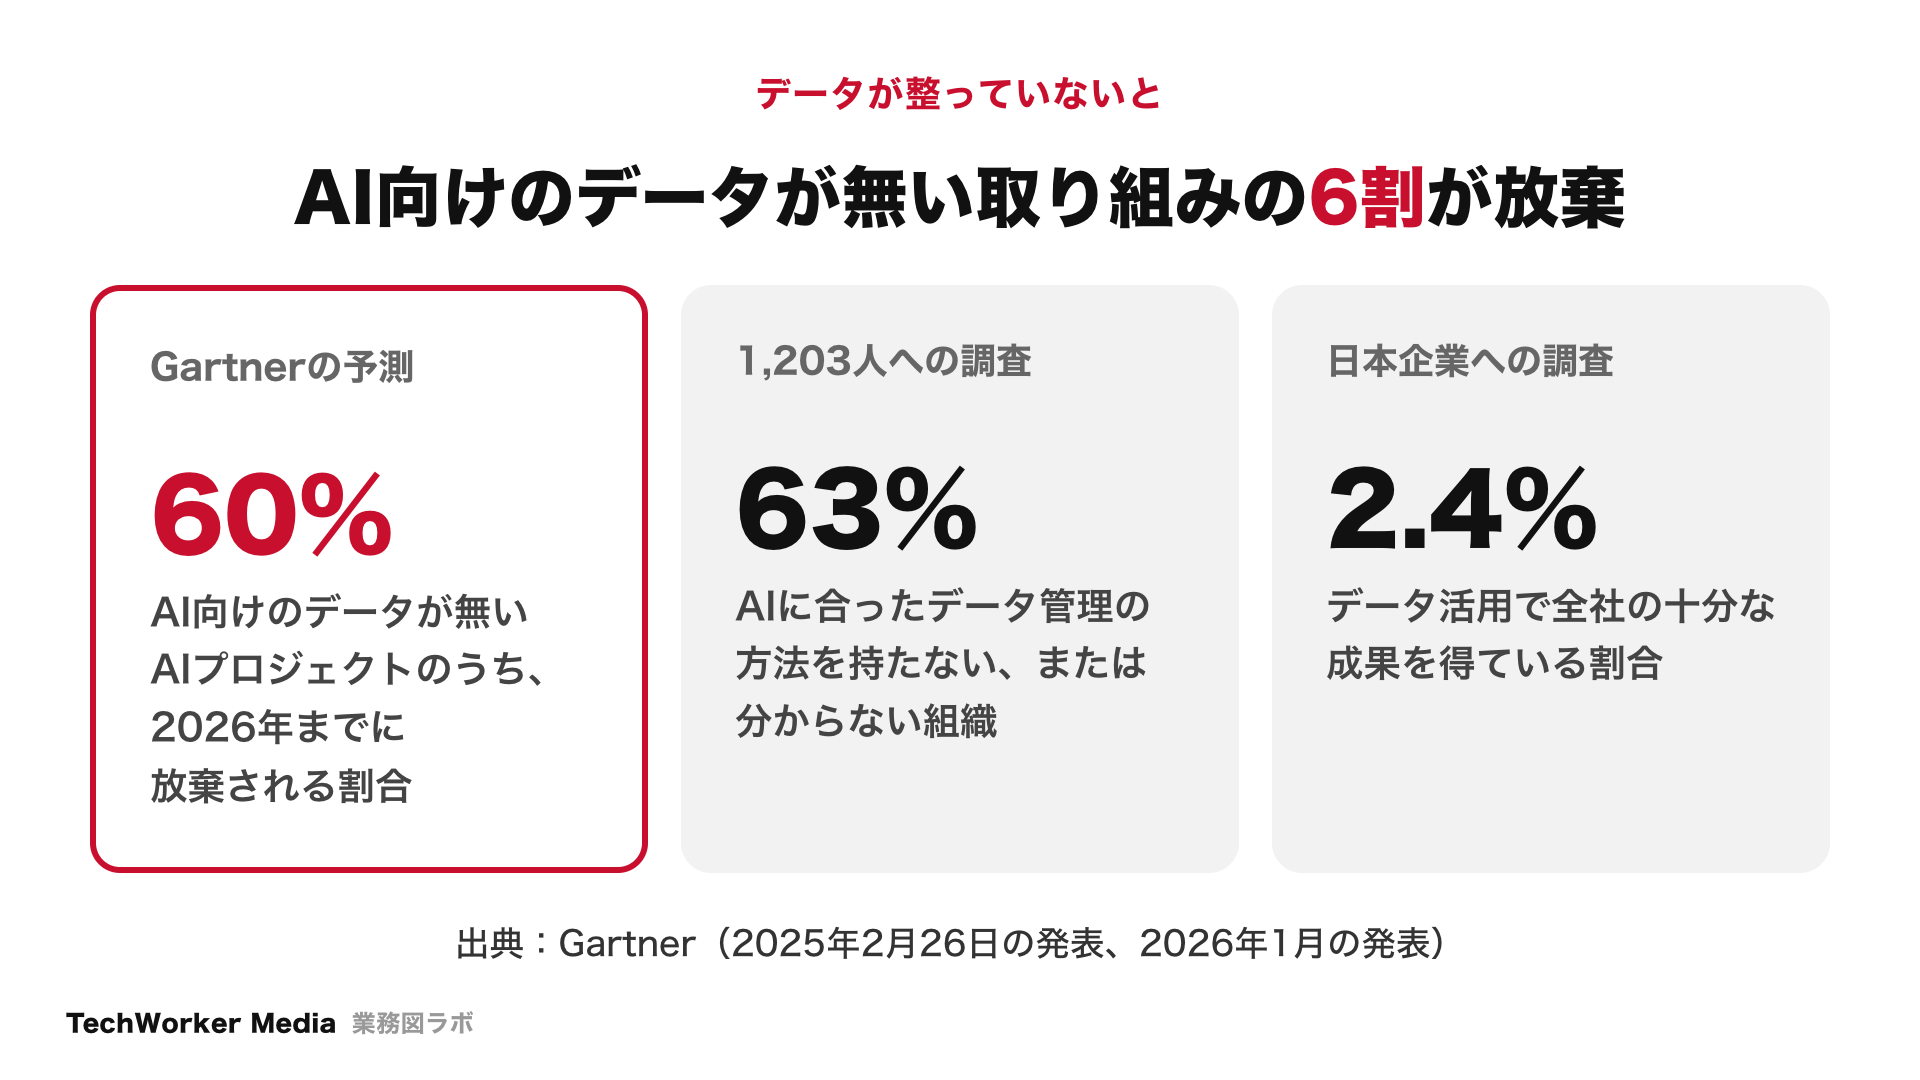 データが整っていないと
AI向けのデータが無い取り組みの6割が放棄
Gartnerの予測
60%
AI向けのデータが無い
AIプロジェクトのうち、
2026年までに
放棄される割合
1,203人への調査
63%
AIに合ったデータ管理の
方法を持たない、または
分からない組織
日本企業への調査
2.4%
データ活用で全社の十分な
成果を得ている割合
出典：Gartner（2025年2月26日の発表、2026年1月の発表）
TechWorker Media 業務図ラボ